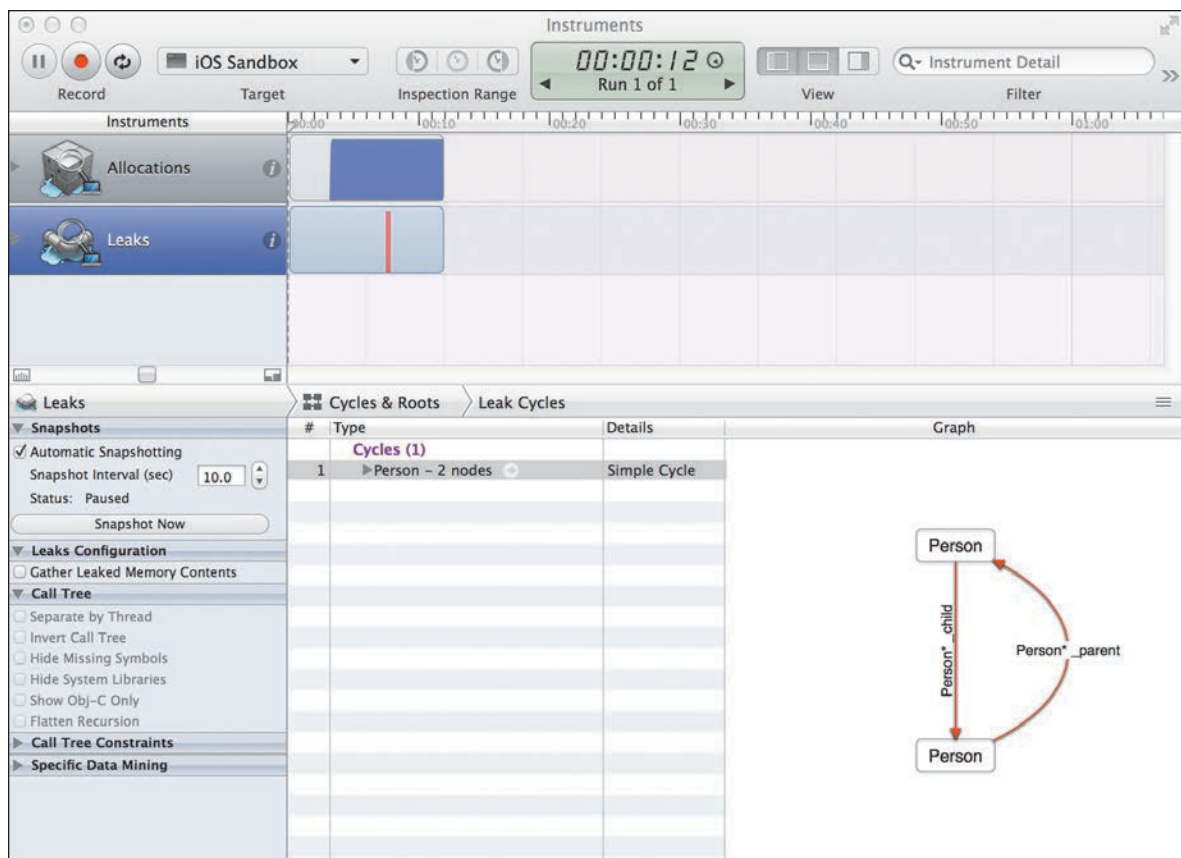 Instruments
iOS Sandbox
00:00:12
Run 1 of 1
Instrument Detail
Record
Target
Inspection Range
View
Filter
Instruments
00:00
00:10
00:20
00:30
00:40
00:50
01:00
Allocations
Leaks
Leaks
Cycles & Roots
Leak Cycles
Snapshots
# Type Details Graph
Automatic Snapshotting
Cycles (1)
Snapshot Interval (sec) 10.0
1 Person – 2 nodes Simple Cycle
Status: Paused
Snapshot Now
Leaks Configuration
Gather Leaked Memory Contents
Call Tree
Separate by Thread
Invert Call Tree
Hide Missing Symbols
Hide System Libraries
Show Obj-C Only
Flatten Recursion
Call Tree Constraints
Specific Data Mining
Person
Person* _child
Person* _parent
Person